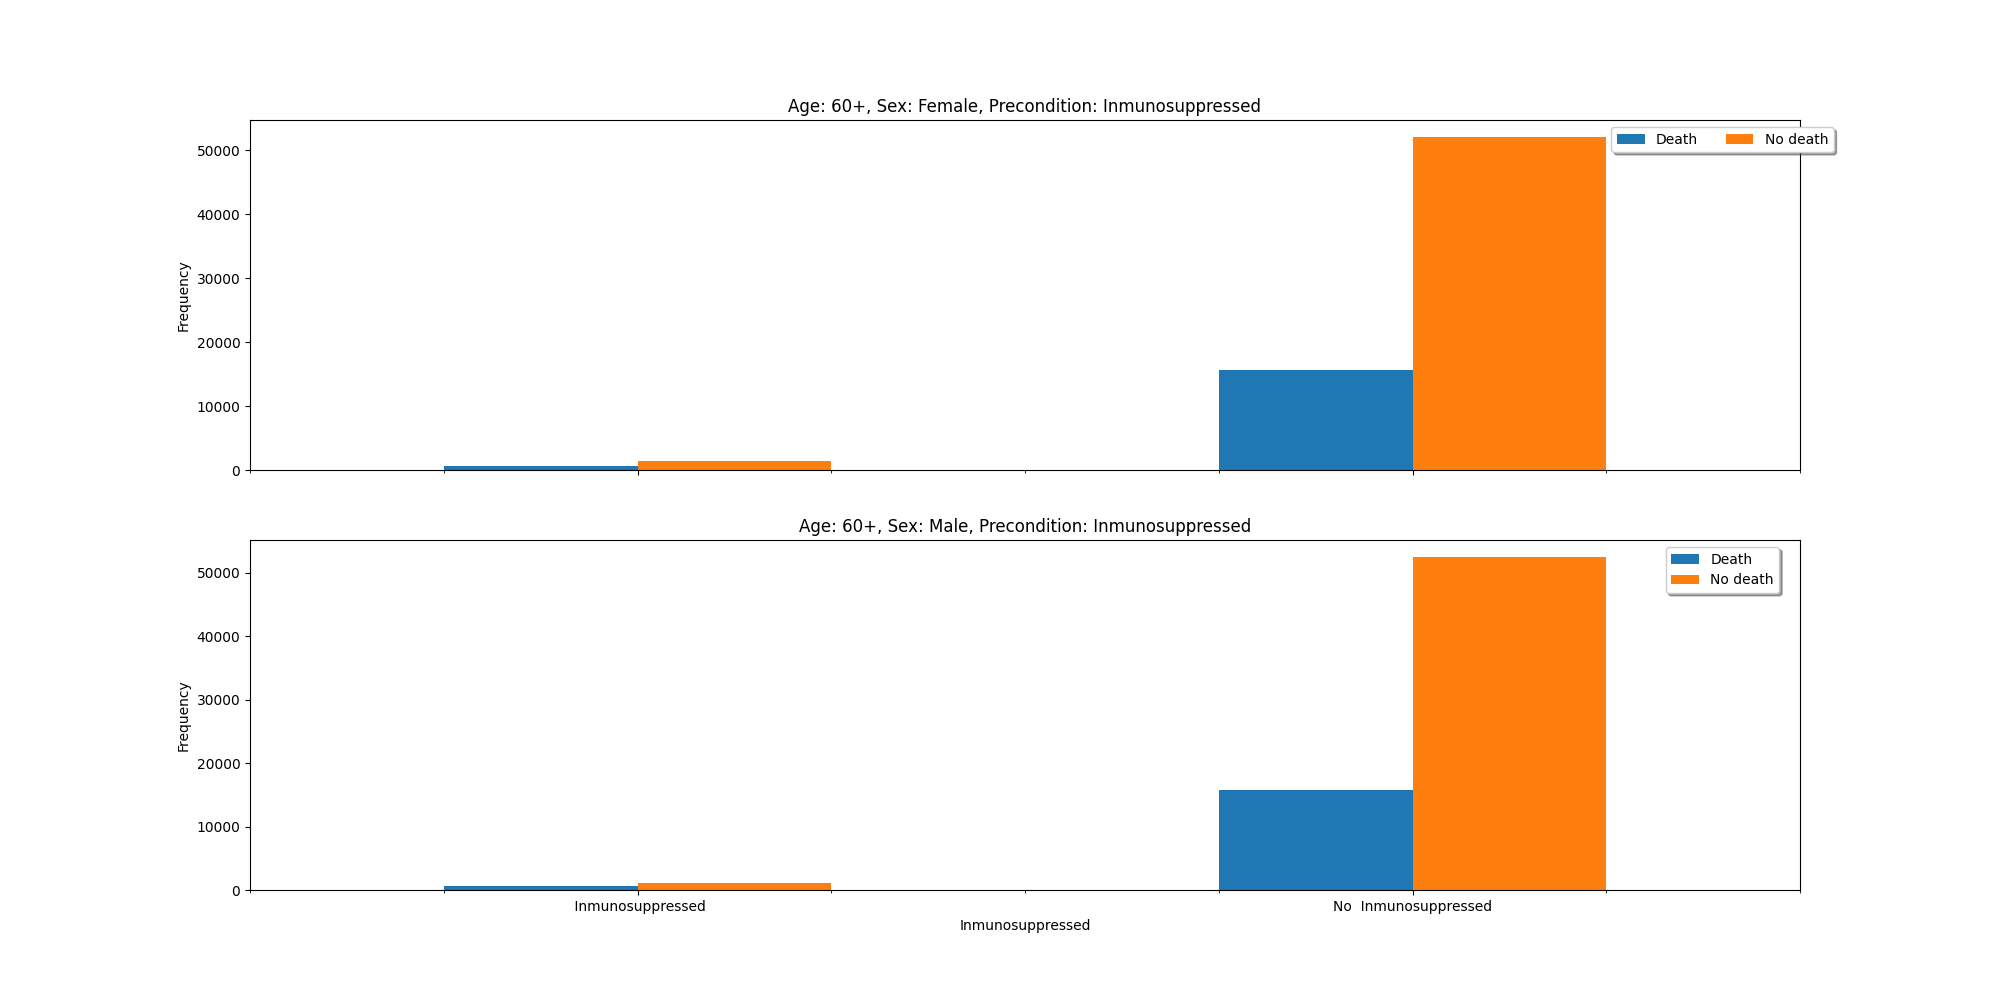 Age: 60+, Sex: Female, Precondition: Inmunosuppressed
Death No death
50000
40000
30000
20000
10000
0
Frequency
Age: 60+, Sex: Male, Precondition: Inmunosuppressed
Death
No death
50000
40000
30000
20000
10000
0
Frequency
Inmunosuppressed No  Inmunosuppressed
Inmunosuppressed